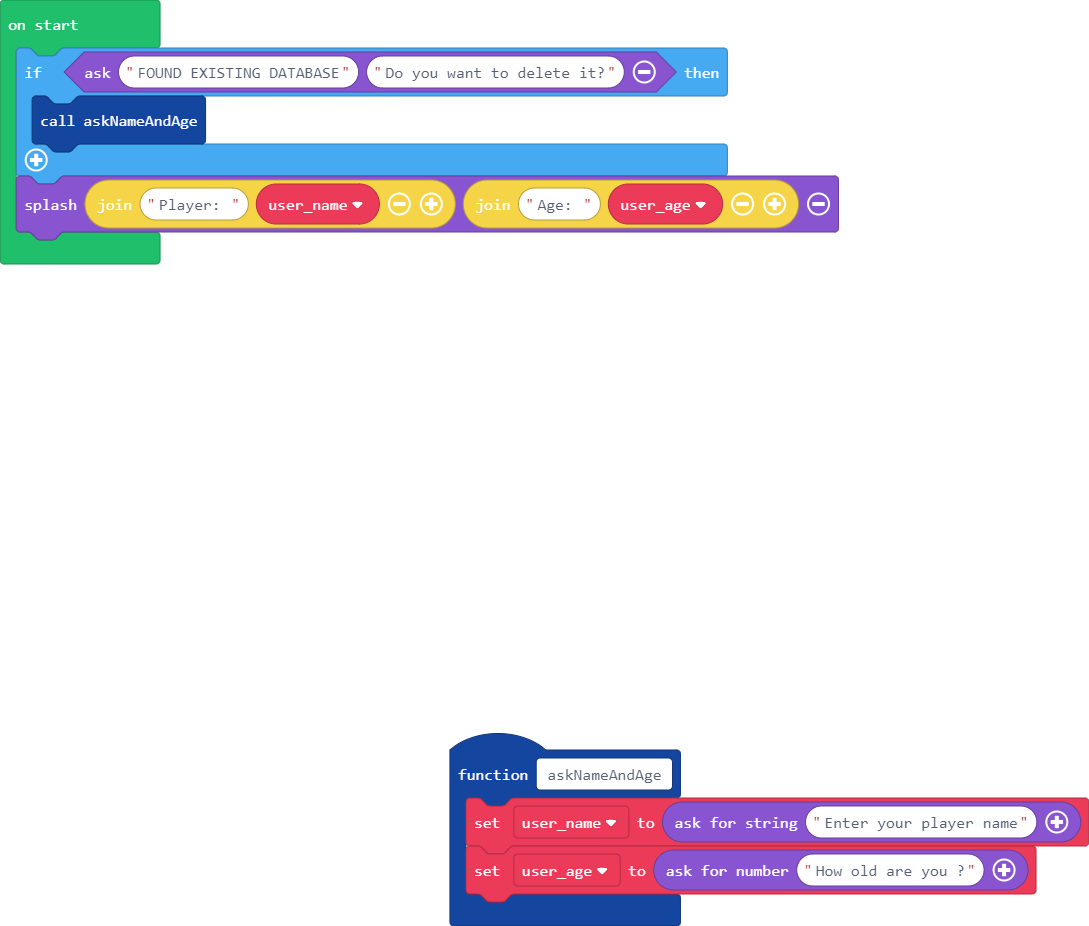 on start
if ask "FOUND EXISTING DATABASE" "Do you want to delete it?" then
call askNameAndAge
splash join "Player: " user_name join "Age: " user_age
function askNameAndAge
set user_name to ask for string "Enter your player name"
set user_age to ask for number "How old are you ?"